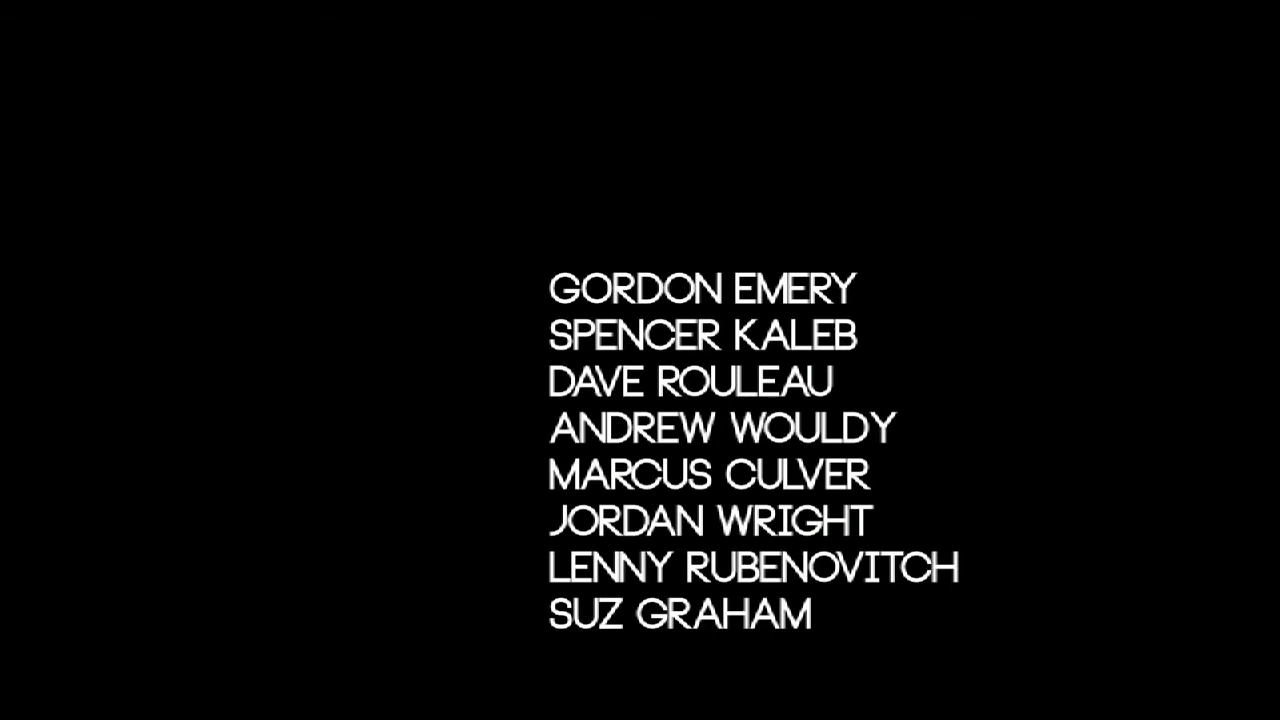 GORDON EMERY
SPENCER KALEB
DAVE ROULEAU
ANDREW WOULDY
MARCUS CULVER
JORDAN WRIGHT
LENNY RUBENOVITCH
SUZ GRAHAM